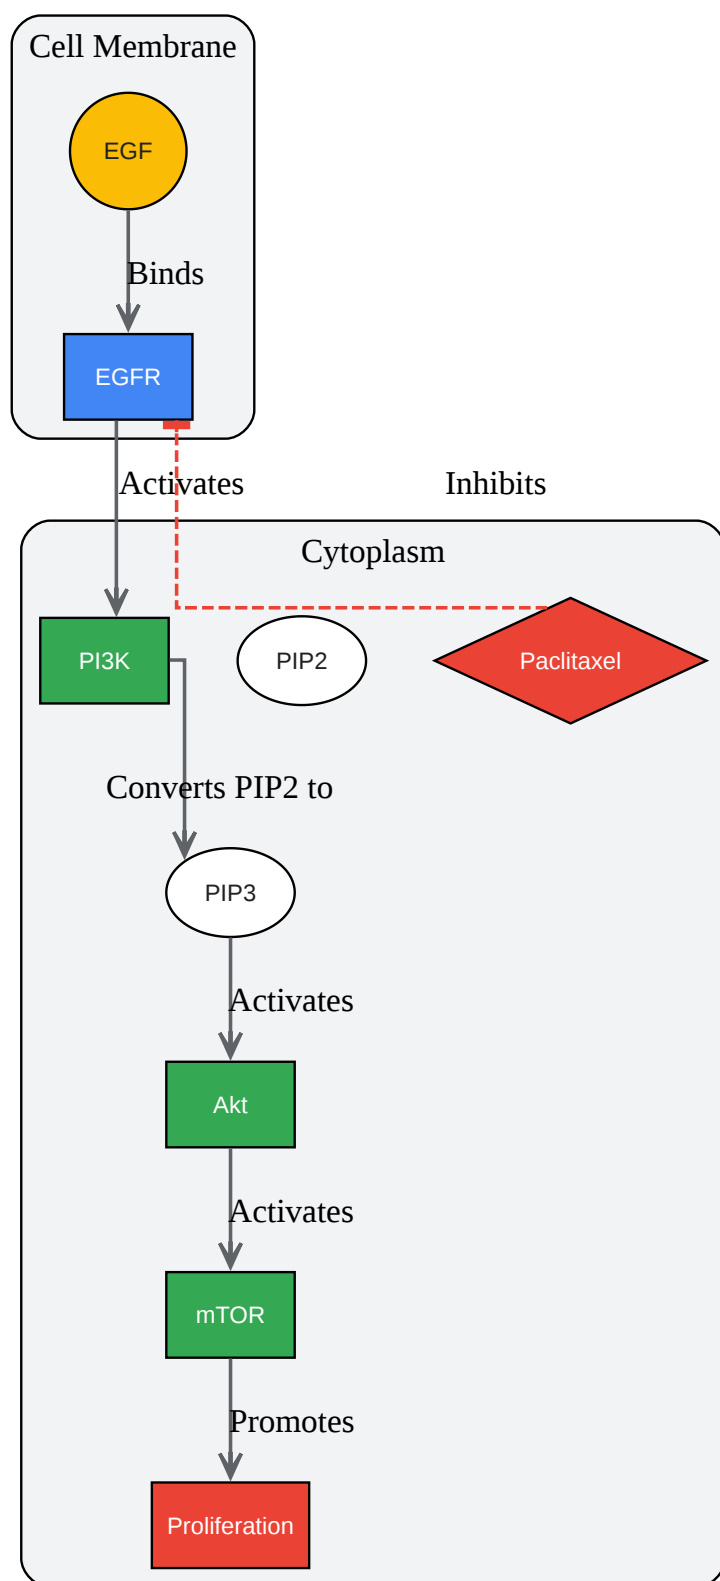 Cell Membrane
EGF
Binds
EGFR
Activates
Inhibits
Cytoplasm
PI3K
PIP2
Paclitaxel
Converts PIP2 to
PIP3
Activates
Akt
Activates
mTOR
Promotes
Proliferation